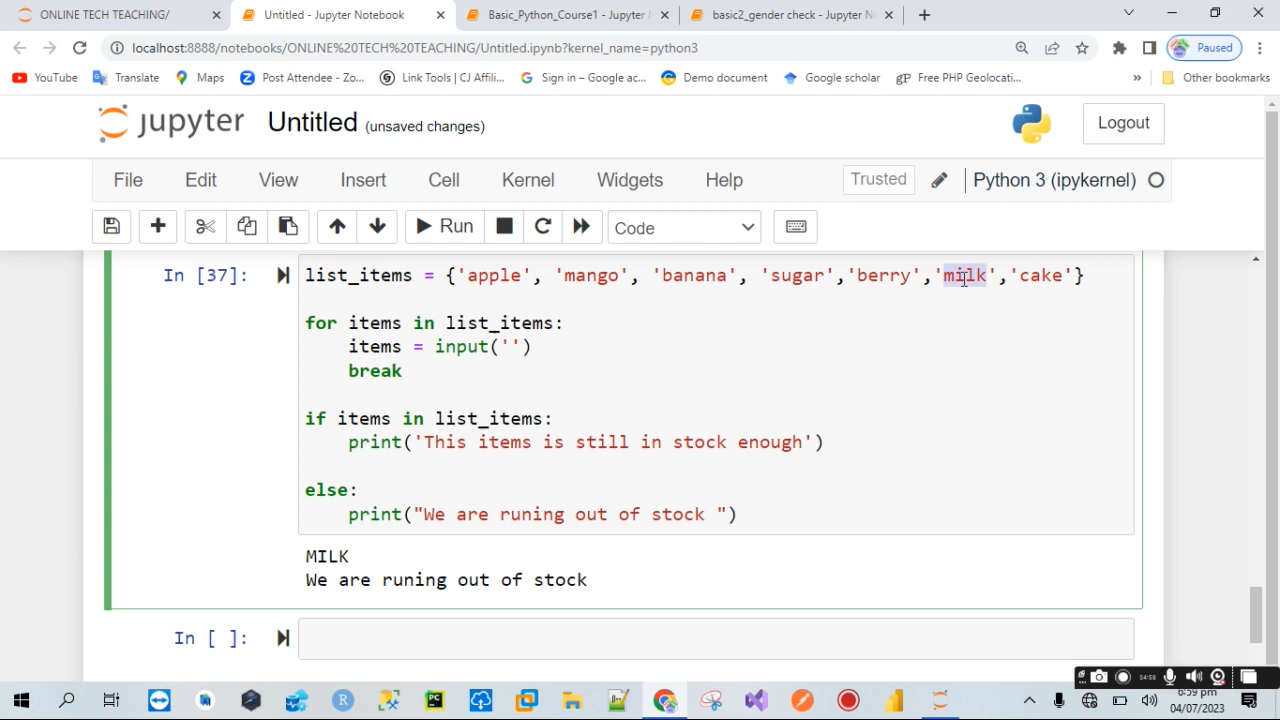 ONLINE TECH TEACHING/
Untitled - Jupyter Notebook
Basic_Python_Course1 - Jupyter N
basic2_gender check - Jupyter No
localhost:8888/notebooks/ONLINE%20TECH%20TEACHING/Untitled.ipynb?kernel_name=python3
Paused
YouTube
Translate
Maps
Post Attendee - Zo...
Link Tools | CJ Affili...
Sign in – Google ac...
Demo document
Google scholar
Free PHP Geolocati...
»
Other bookmarks
jupyter
Untitled (unsaved changes)
Logout
File Edit View Insert Cell Kernel Widgets Help
Trusted
Python 3 (ipykernel)
Run
Code
In [37]:
list_items = {'apple', 'mango', 'banana', 'sugar','berry','milk','cake'}
for items in list_items:
items = input('')
break
if items in list_items:
print('This items is still in stock enough')
else:
print("We are runing out of stock ")
MILK
We are runing out of stock
In [ ]:
34:58
6:59 pm
04/07/2023